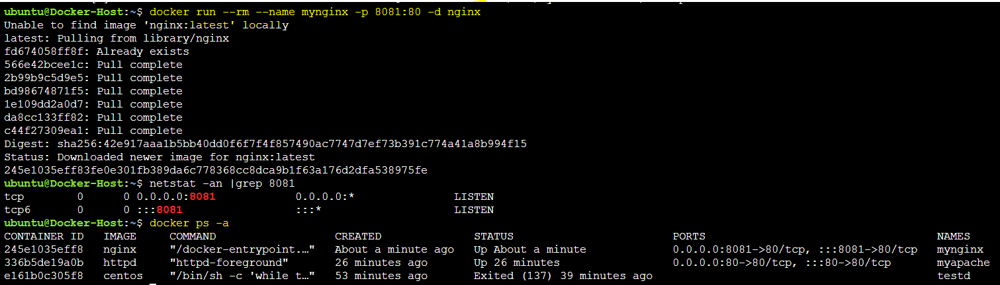 ubuntu@Docker-Host:~$ docker run --rm --name mynginx -p 8081:80 -d nginx
Unable to find image 'nginx:latest' locally
latest: Pulling from library/nginx
fd674058ff8f: Already exists
566e42bcee1c: Pull complete
2b99b9c5d9e5: Pull complete
bd98674871f5: Pull complete
1e109dd2a0d7: Pull complete
da8cc133ff82: Pull complete
c44f27309ea1: Pull complete
Digest: sha256:42e917aaa1b5bb40dd0f6f7f4f857490ac7747d7ef73b391c774a41a8b994f15
Status: Downloaded newer image for nginx:latest
245e1035eff83fe0e301fb389da6c778368cc8dca9b1f63a176d2dfa538975fe
ubuntu@Docker-Host:~$ netstat -an |grep 8081
tcp        0      0 0.0.0.0:8081            0.0.0.0:*               LISTEN
tcp6       0      0 :::8081                 :::*                    LISTEN
ubuntu@Docker-Host:~$ docker ps -a
CONTAINER ID   IMAGE     COMMAND                  CREATED              STATUS                        PORTS                                   NAMES
245e1035eff8   nginx     "/docker-entrypoint.…"   About a minute ago   Up About a minute             0.0.0.0:8081->80/tcp, :::8081->80/tcp   mynginx
336b5de19a0b   httpd     "httpd-foreground"       26 minutes ago       Up 26 minutes                 0.0.0.0:80->80/tcp, :::80->80/tcp       myapache
e161b0c305f8   centos    "/bin/sh -c 'while t…"   53 minutes ago       Exited (137) 39 minutes ago                                           testd